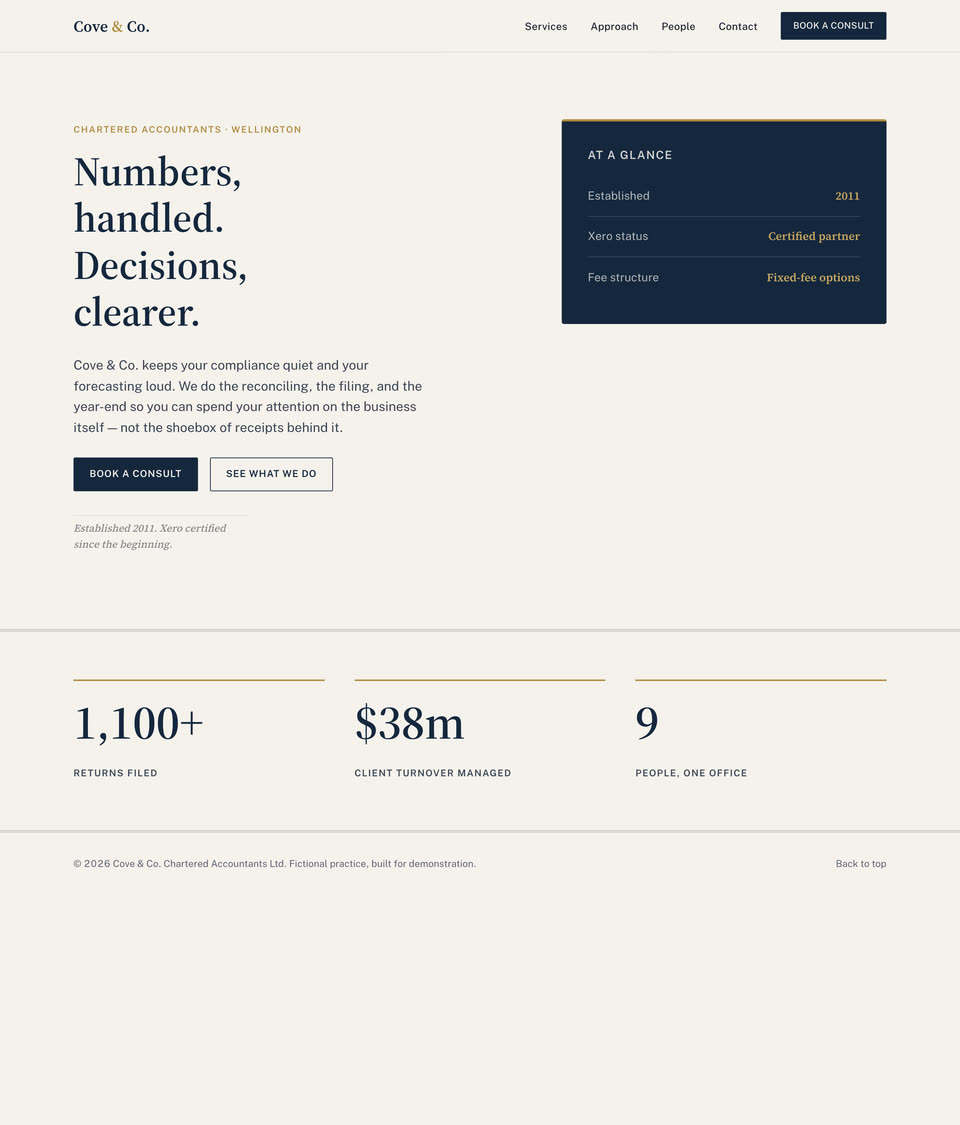 Cove & Co.
Services
Approach
People
Contact
BOOK A CONSULT
CHARTERED ACCOUNTANTS · WELLINGTON
Numbers,
handled.
Decisions,
clearer.
Cove & Co. keeps your compliance quiet and your
forecasting loud. We do the reconciling, the filing, and the
year-end so you can spend your attention on the business
itself — not the shoebox of receipts behind it.
BOOK A CONSULT
SEE WHAT WE DO
Established 2011. Xero certified
since the beginning.
AT A GLANCE
Established 2011
Xero status Certified partner
Fee structure Fixed-fee options
1,100+
RETURNS FILED
$38m
CLIENT TURNOVER MANAGED
9
PEOPLE, ONE OFFICE
© 2026 Cove & Co. Chartered Accountants Ltd. Fictional practice, built for demonstration.
Back to top